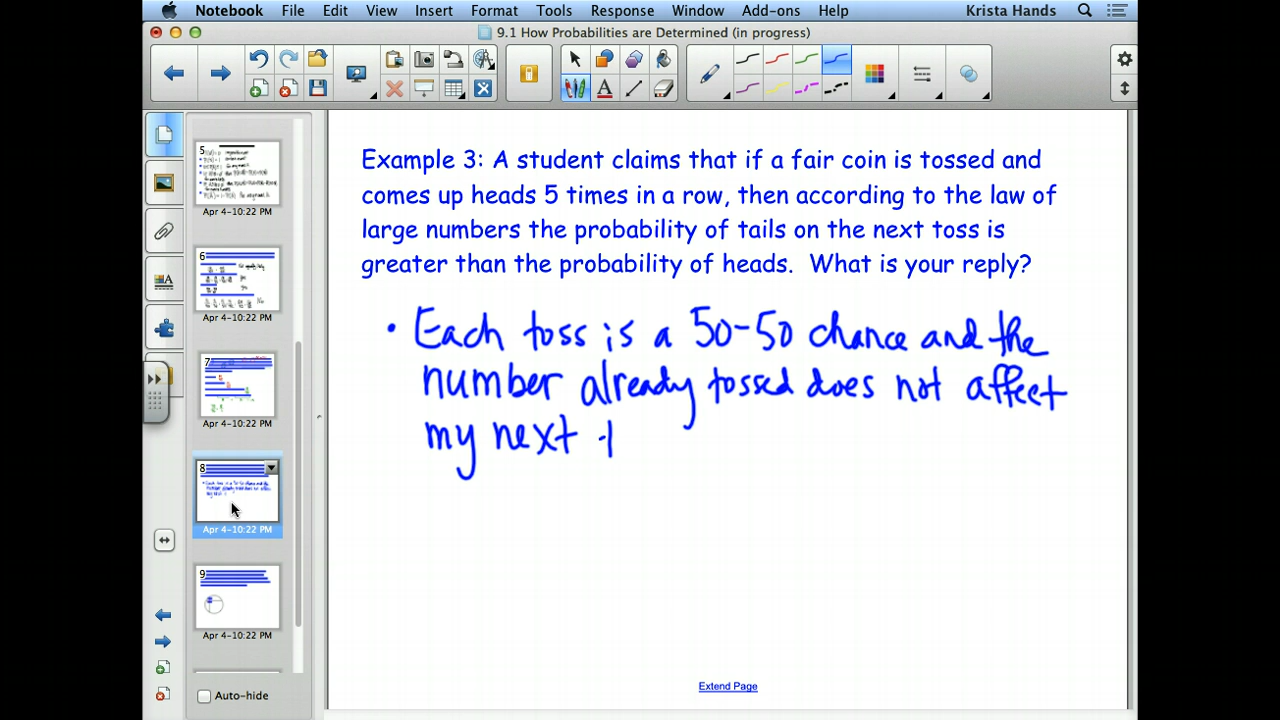 Notebook File Edit View Insert Format Tools Response Window Add-ons Help Krista Hands
9.1 How Probabilities are Determined (in progress)
5
Apr 4-10:22 PM
6
Apr 4-10:22 PM
7
Apr 4-10:22 PM
8
Apr 4-10:22 PM
9
Apr 4-10:22 PM
Auto-hide
Example 3: A student claims that if a fair coin is tossed and
comes up heads 5 times in a row, then according to the law of
large numbers the probability of tails on the next toss is
greater than the probability of heads. What is your reply?
• Each toss is a 50-50 chance and the
number already tossed does not affect
my next t
Extend Page